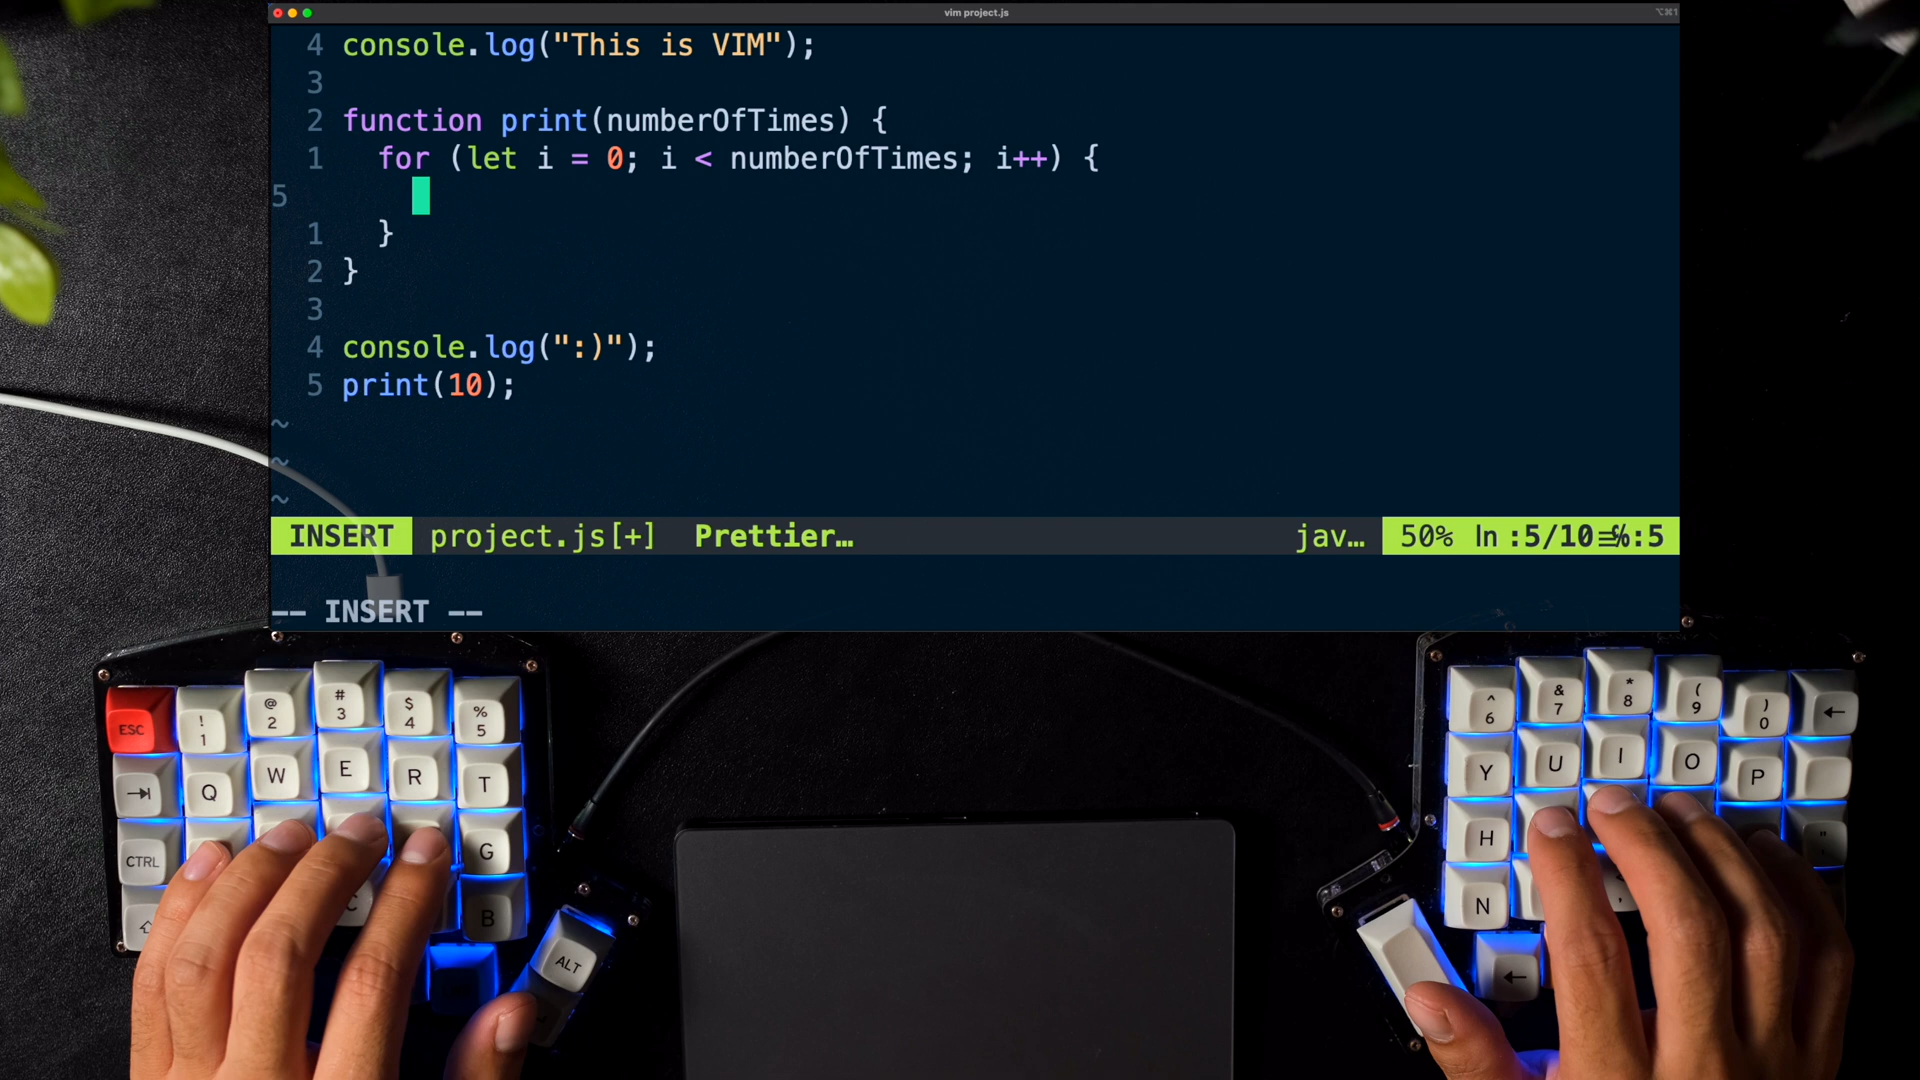 vim project.js
⌥⌘1
4 console.log("This is VIM");
3
2 function print(numberOfTimes) {
1 for (let i = 0; i < numberOfTimes; i++) {
5
1 }
2 }
3
4 console.log(":)");
5 print(10);
~
~
~
INSERT project.js[+] Prettier… jav… 50% ln :5/10≡℅:5
-- INSERT --
ESC ! 1 @ 2 # 3 $ 4 % 5
Q W E R T
CTRL G
C B
ALT
^ 6 & 7 * 8 ( 9 ) 0 ←
Y U I O P
H "
N ,
←